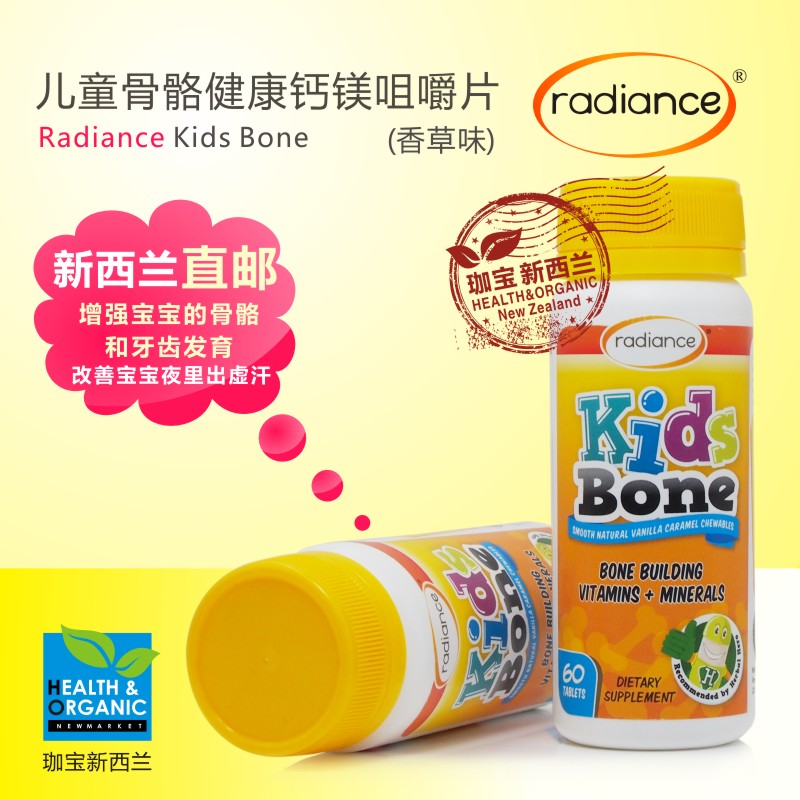 儿童骨骼健康钙镁咀嚼片
Radiance Kids Bone
(香草味)
radiance®
新西兰直邮
增强宝宝的骨骼
和牙齿发育
改善宝宝夜里出虚汗
珈宝 新西兰
HEALTH&ORGANIC
New Zealand
radiance
Kids
Bone
SMOOTH NATURAL VANILLA CARAMEL CHEWABLES
BONE BUILDING
VITAMINS + MINERALS
60
TABLETS
DIETARY
SUPPLEMENT
H
Recommended by Herbal Hero
radiance
Kids
Bone
HEALTH &
ORGANIC
NEWMARKET
珈宝新西兰